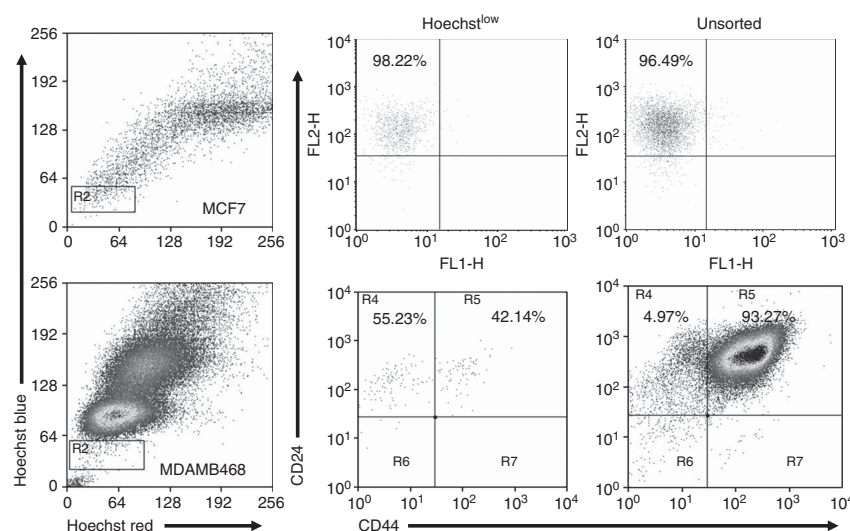 Hoechst^low
Unsorted
256
192
128
64
0
R2
MCF7
0 64 128 192 256
10^4
10^3
10^2
10^1
10^0
FL2-H
98.22%
10^0 10^1 10^2 10^3
FL1-H
10^4
10^3
10^2
10^1
10^0
FL2-H
96.49%
10^0 10^1 10^2 10^3
FL1-H
256
192
128
64
0
R2
MDAMB468
0 64 128 192 256
Hoechst blue
Hoechst red
10^4
10^3
10^2
10^1
10^0
R4 R5
55.23% 42.14%
R6 R7
10^0 10^1 10^2 10^3 10^4
CD24
CD44
10^4
10^3
10^2
10^1
10^0
R4 R5
4.97% 93.27%
R6 R7
10^0 10^1 10^2 10^3 10^4